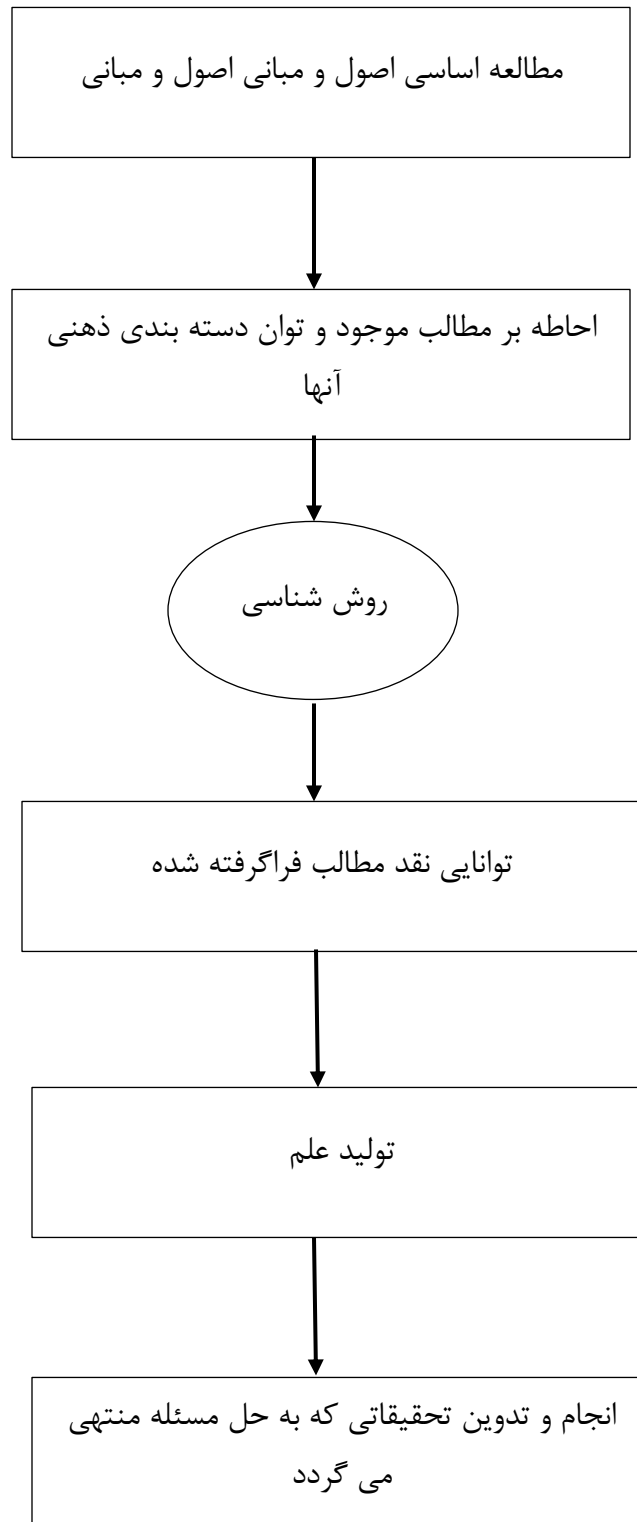 مطالعه اساسی اصول و مبانی اصول و مبانی
احاطه بر مطالب موجود و توان دسته بندی ذهنی
آنها
روش شناسی
توانایی نقد مطالب فراگرفته شده
تولید علم
انجام و تدوین تحقیقاتی که به حل مسئله منتهی
می گردد